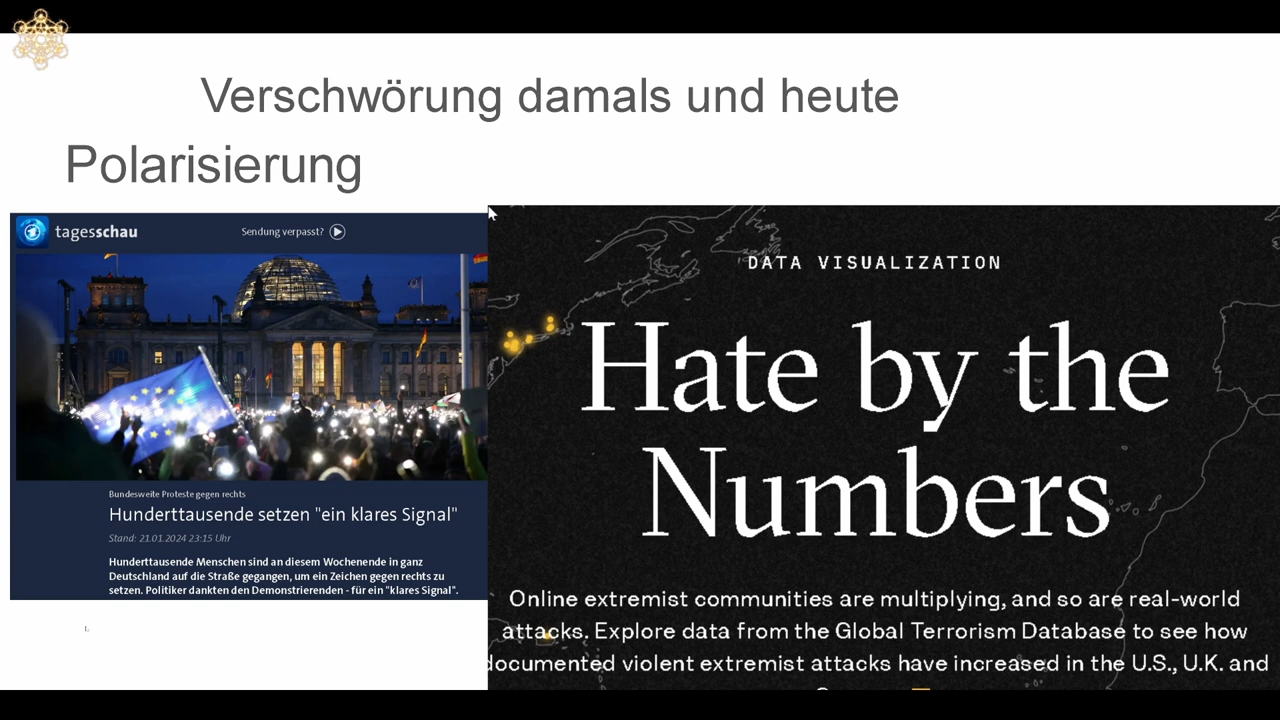 Verschwörung damals und heute
Polarisierung
tagesschau
Sendung verpasst?
Bundesweite Proteste gegen rechts
Hunderttausende setzen "ein klares Signal"
Stand: 21.01.2024 23:15 Uhr
Hunderttausende Menschen sind an diesem Wochenende in ganz
Deutschland auf die Straße gegangen, um ein Zeichen gegen rechts zu
setzen. Politiker dankten den Demonstrierenden - für ein "klares Signal".
DATA VISUALIZATION
Hate by the
Numbers
Online extremist communities are multiplying, and so are real-world
attacks. Explore data from the Global Terrorism Database to see how
documented violent extremist attacks have increased in the U.S., U.K. and